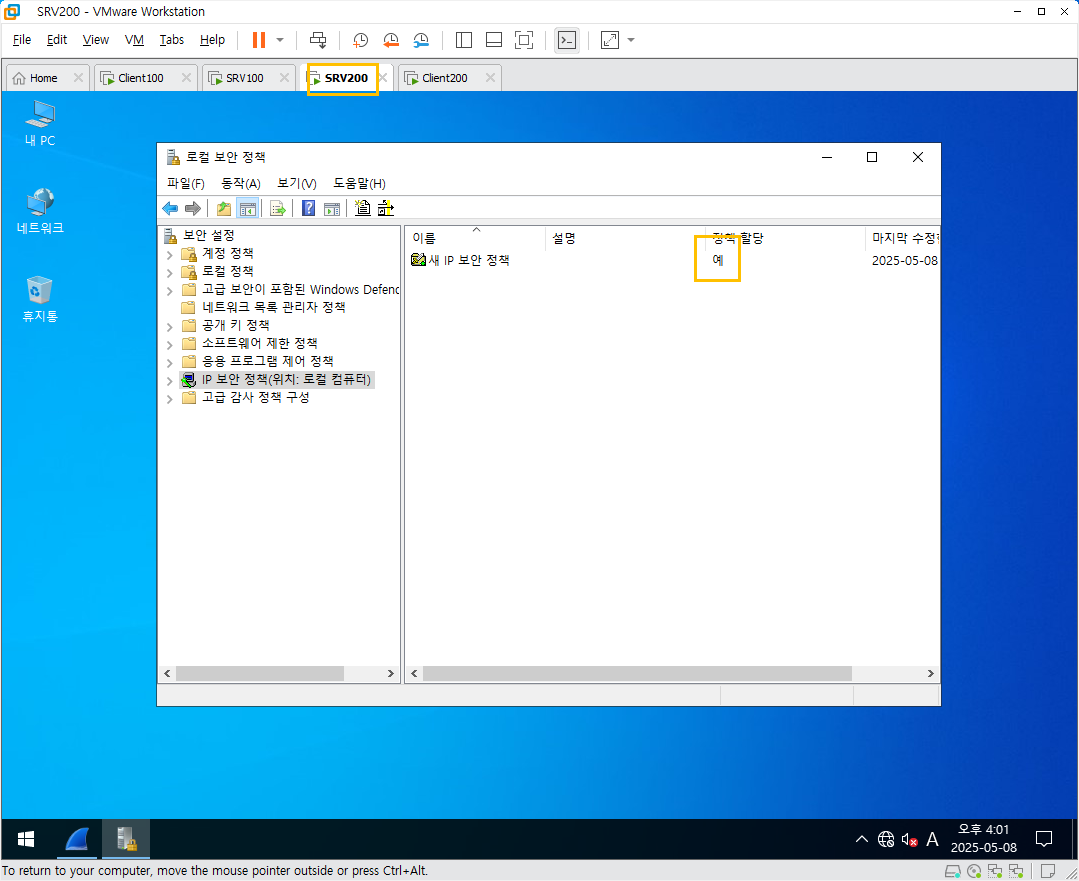 SRV200 - VMware Workstation
File Edit View VM Tabs Help
Home Client100 SRV100 SRV200 Client200
내 PC
네트워크
휴지통
로컬 보안 정책
파일(F) 동작(A) 보기(V) 도움말(H)
보안 설정
계정 정책
로컬 정책
고급 보안이 포함된 Windows Defenc
네트워크 목록 관리자 정책
공개 키 정책
소프트웨어 제한 정책
응용 프로그램 제어 정책
IP 보안 정책(위치: 로컬 컴퓨터)
고급 감사 정책 구성
이름 설명 정책 할당 마지막 수정
새 IP 보안 정책 예 2025-05-08
A 오후 4:01
2025-05-08
To return to your computer, move the mouse pointer outside or press Ctrl+Alt.